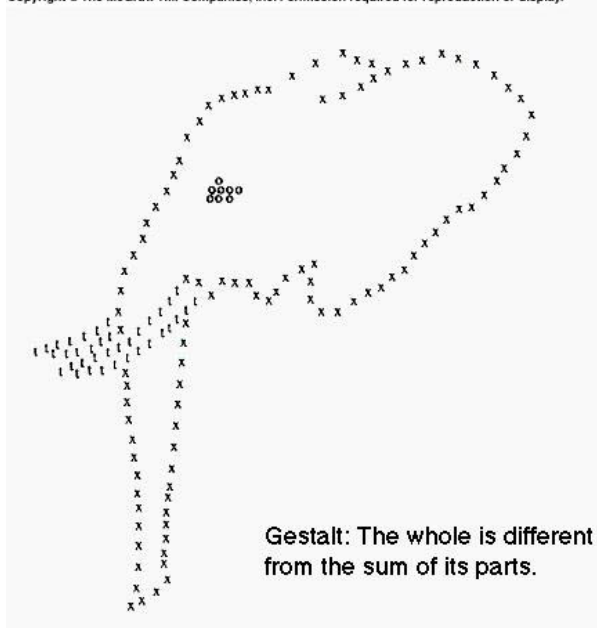 Gestalt: The whole is different
from the sum of its parts.